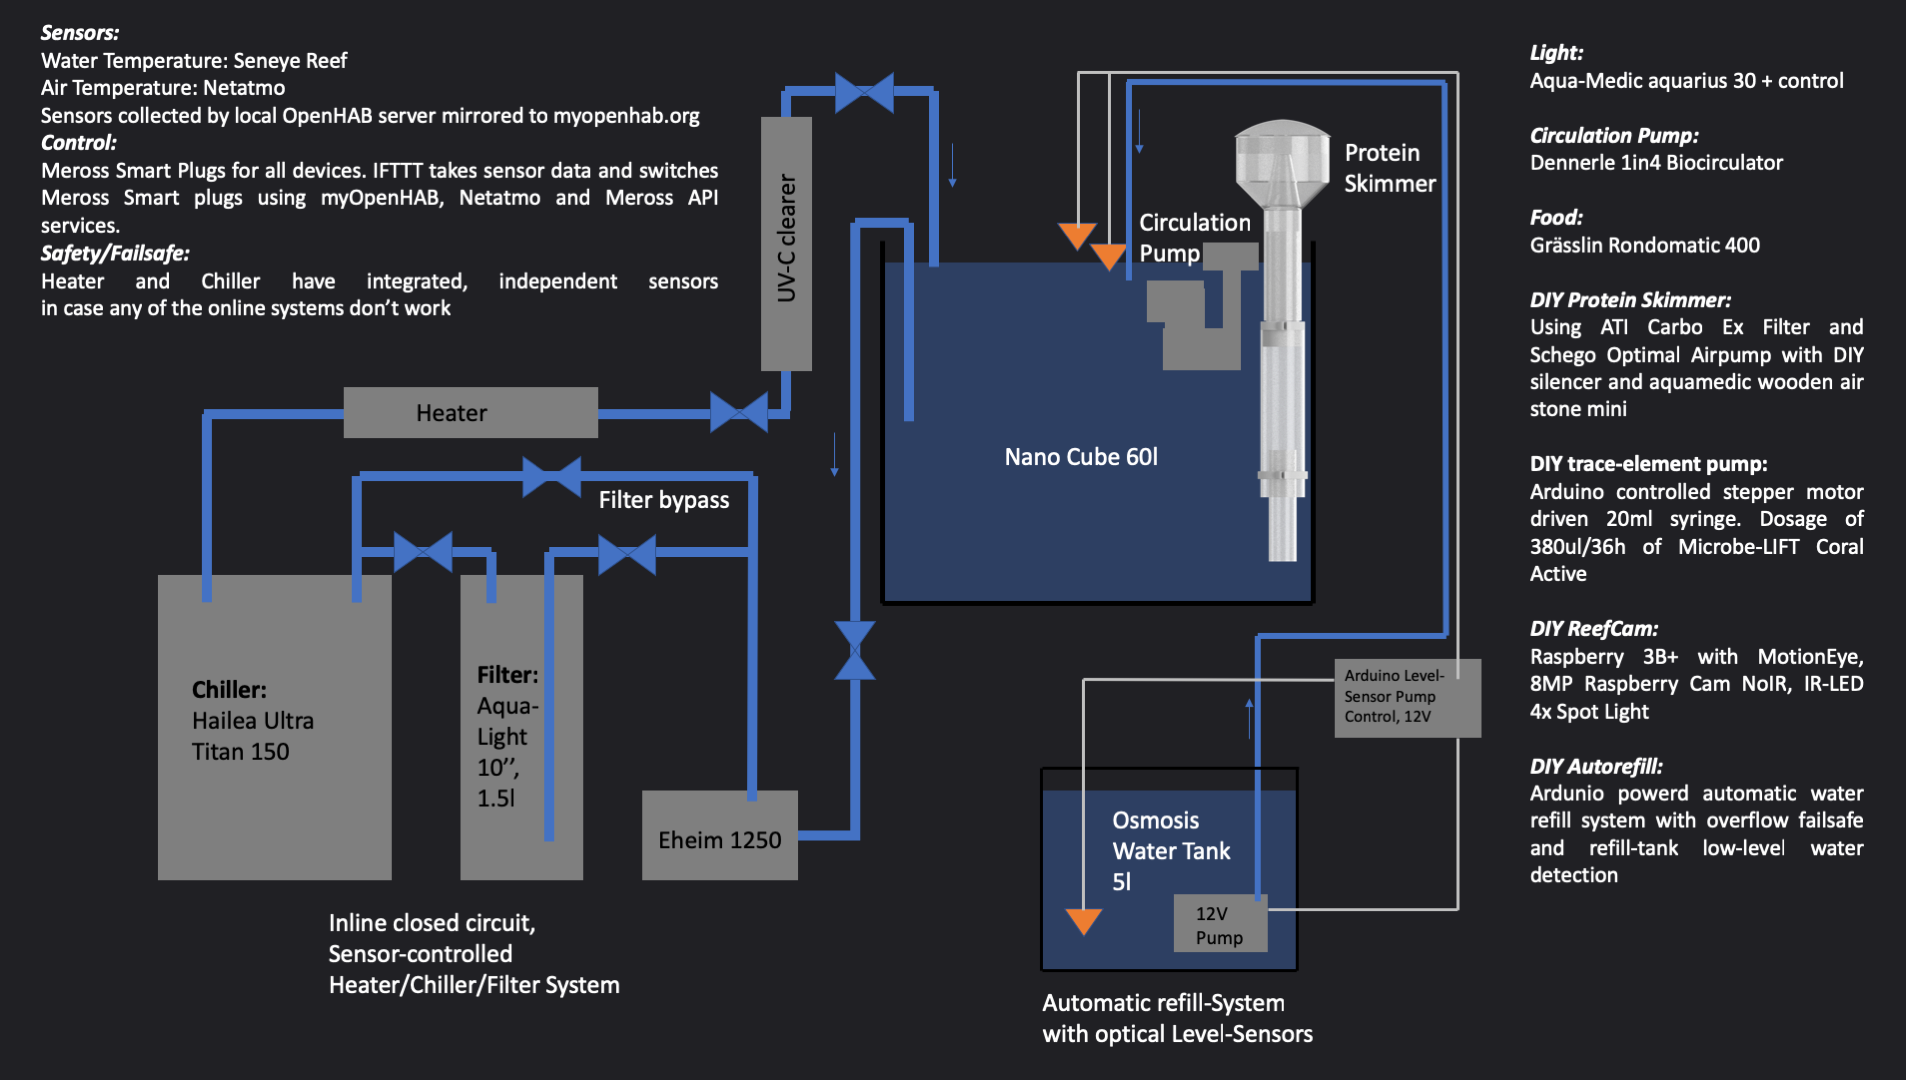 Sensors:
Water Temperature: Seneye Reef
Air Temperature: Netatmo
Sensors collected by local OpenHAB server mirrored to myopenhab.org
Control:
Meross Smart Plugs for all devices. IFTTT takes sensor data and switches
Meross Smart plugs using myOpenHAB, Netatmo and Meross API
services.
Safety/Failsafe:
Heater and Chiller have integrated, independent sensors
in case any of the online systems don’t work
UV-C clearer
Heater
Filter bypass
Chiller:
Hailea Ultra
Titan 150
Filter:
Aqua-
Light
10’’,
1.5l
Eheim 1250
Inline closed circuit,
Sensor-controlled
Heater/Chiller/Filter System
Circulation
Pump
Protein
Skimmer
Nano Cube 60l
Arduino Level-
Sensor Pump
Control, 12V
Osmosis
Water Tank
5l
12V
Pump
Automatic refill-System
with optical Level-Sensors
Light:
Aqua-Medic aquarius 30 + control
Circulation Pump:
Dennerle 1in4 Biocirculator
Food:
Grässlin Rondomatic 400
DIY Protein Skimmer:
Using ATI Carbo Ex Filter and
Schego Optimal Airpump with DIY
silencer and aquamedic wooden air
stone mini
DIY trace-element pump:
Arduino controlled stepper motor
driven 20ml syringe. Dosage of
380ul/36h of Microbe-LIFT Coral
Active
DIY ReefCam:
Raspberry 3B+ with MotionEye,
8MP Raspberry Cam NoIR, IR-LED
4x Spot Light
DIY Autorefill:
Ardunio powerd automatic water
refill system with overflow failsafe
and refill-tank low-level water
detection